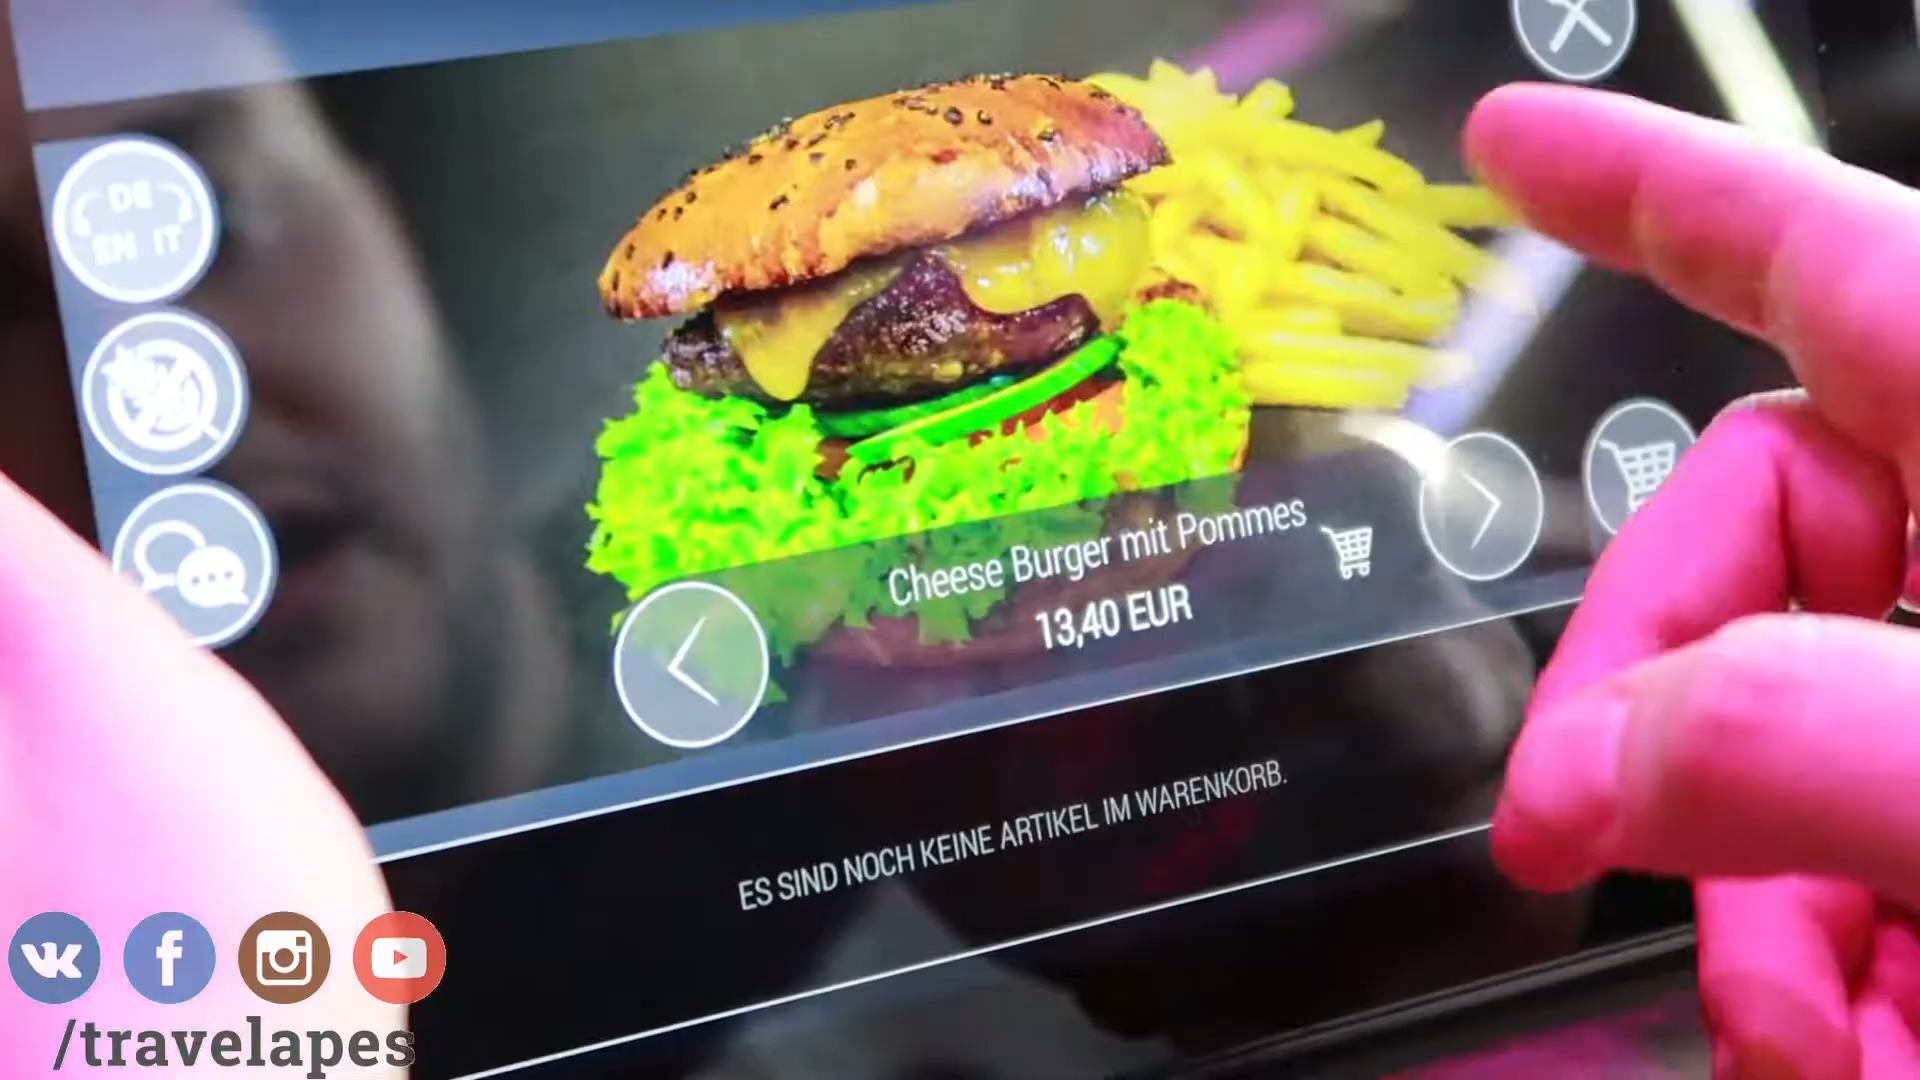 DE
EN IT
Cheese Burger mit Pommes
13,40 EUR
ES SIND NOCH KEINE ARTIKEL IM WARENKORB.
/travelapes